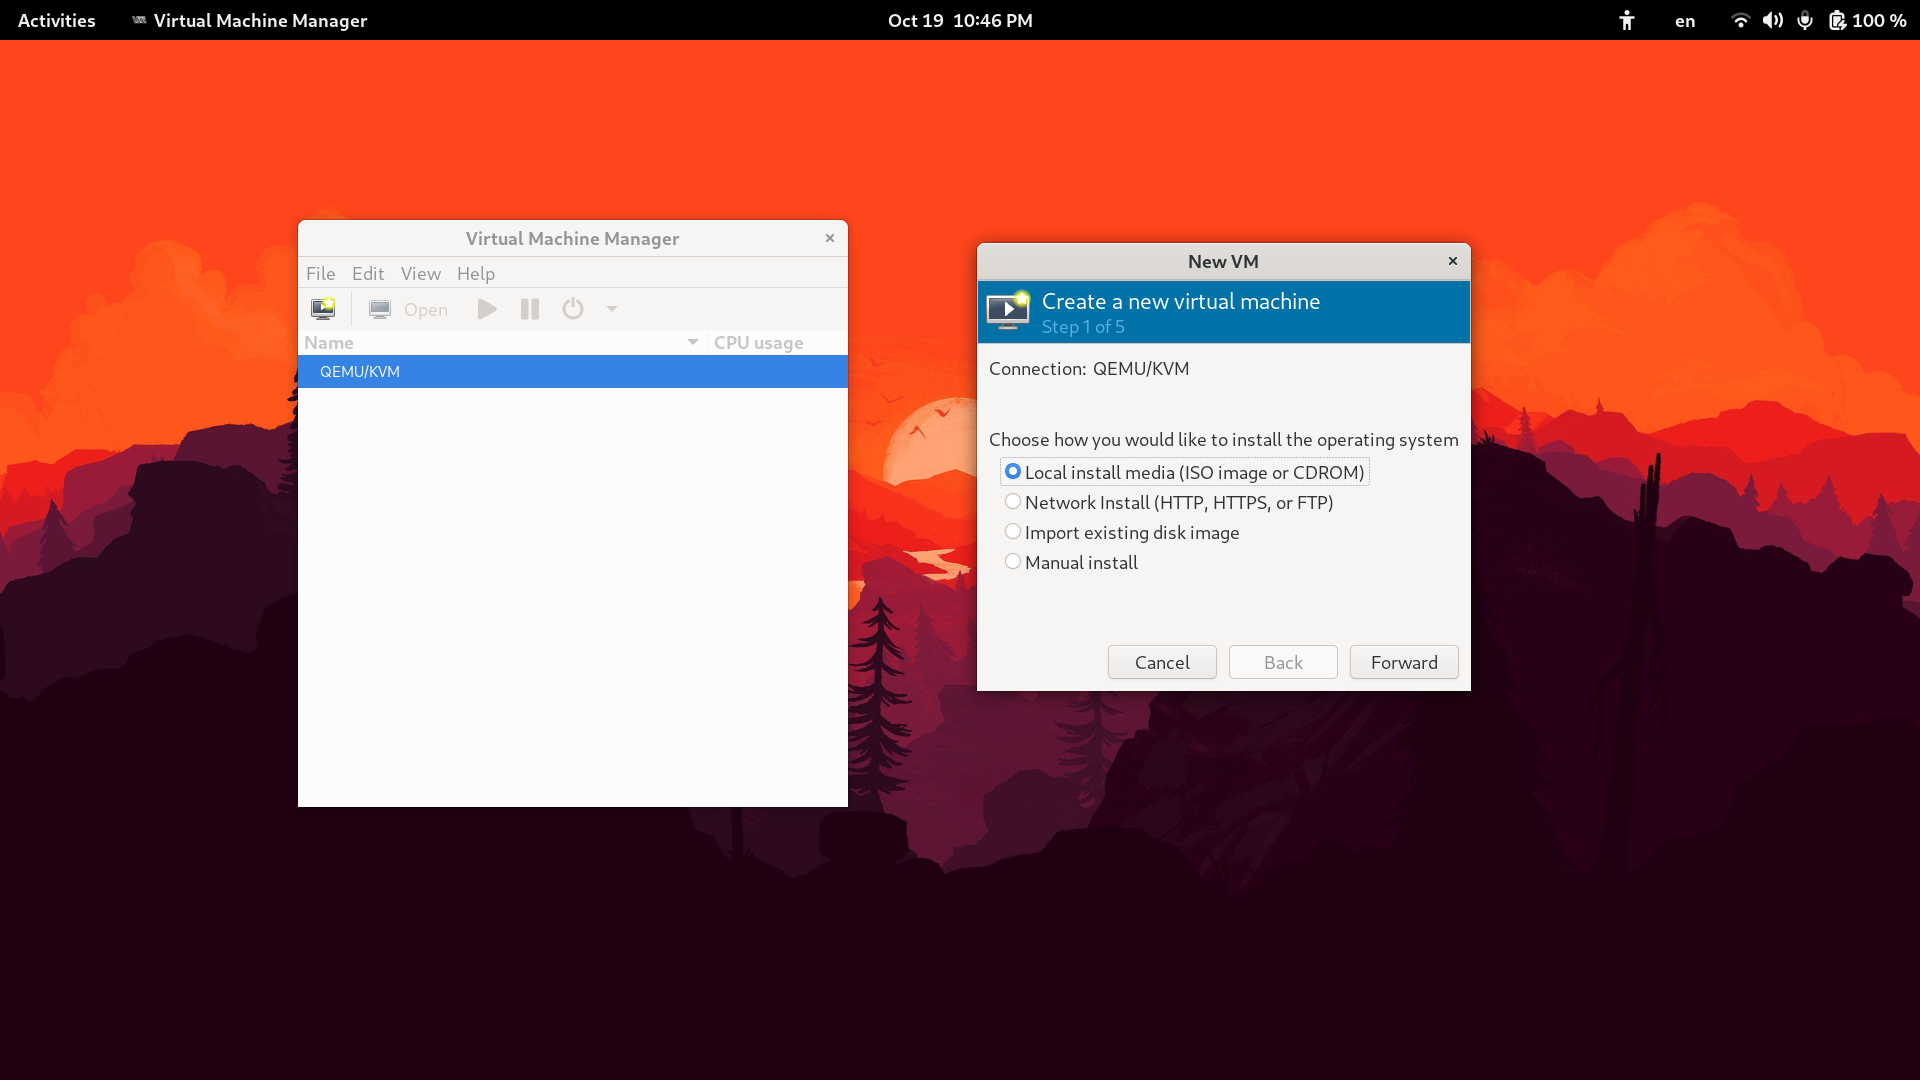 Activities Virtual Machine Manager Oct 19 10:46 PM en 100 %
Virtual Machine Manager
File Edit View Help
Open
Name CPU usage
QEMU/KVM
New VM
Create a new virtual machine
Step 1 of 5
Connection: QEMU/KVM
Choose how you would like to install the operating system
Local install media (ISO image or CDROM)
Network Install (HTTP, HTTPS, or FTP)
Import existing disk image
Manual install
Cancel Back Forward